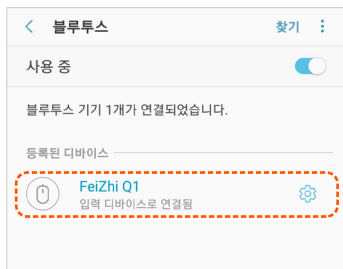 블루투스 찾기
사용 중
블루투스 기기 1개가 연결되었습니다.
등록된 디바이스
FeiZhi Q1
입력 디바이스로 연결됨